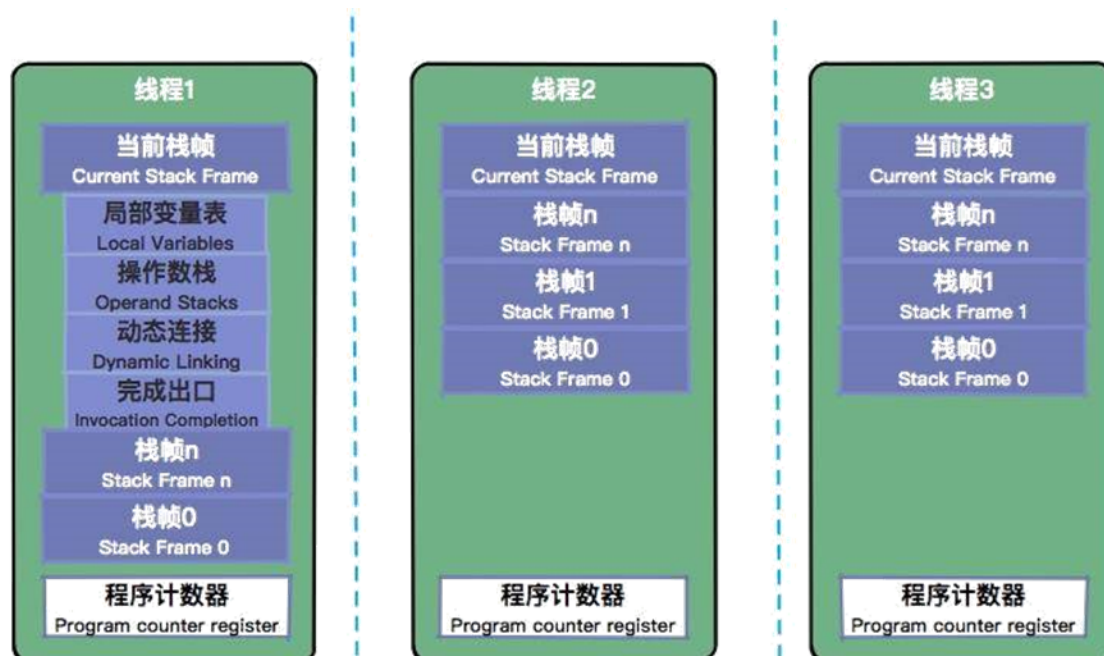 线程1
当前栈帧
Current Stack Frame
局部变量表
Local Variables
操作数栈
Operand Stacks
动态连接
Dynamic Linking
完成出口
Invocation Completion
栈帧n
Stack Frame n
栈帧0
Stack Frame 0
程序计数器
Program counter register
线程2
当前栈帧
Current Stack Frame
栈帧n
Stack Frame n
栈帧1
Stack Frame 1
栈帧0
Stack Frame 0
程序计数器
Program counter register
线程3
当前栈帧
Current Stack Frame
栈帧n
Stack Frame n
栈帧1
Stack Frame 1
栈帧0
Stack Frame 0
程序计数器
Program counter register